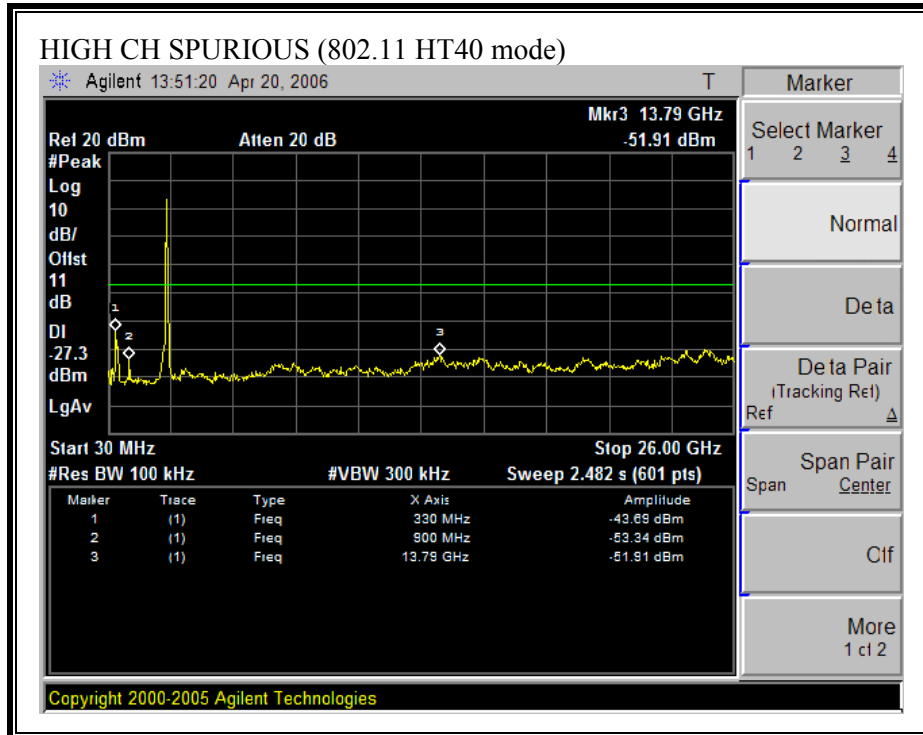 HIGH CH SPURIOUS (802.11 HT40 mode)
Agilent 13:51:20 Apr 20, 2006 T
Marker
Mkr3 13.79 GHz
Ref 20 dBm Atten 20 dB -51.91 dBm
#Peak
Log
10
dB/
Offst
11
dB
DI
-27.3
dBm
LgAv
1
2
3
Start 30 MHz Stop 26.00 GHz
#Res BW 100 kHz #VBW 300 kHz Sweep 2.482 s (601 pts)
Marker Trace Type X Axis Amplitude
1 (1) Freq 330 MHz -43.69 dBm
2 (1) Freq 900 MHz -53.34 dBm
3 (1) Freq 13.79 GHz -51.91 dBm
Select Marker
1 2 3 4
Normal
Delta
Delta Pair
(Tracking Ref)
Ref Δ
Span Pair
Span Center
Off
More
1 of 2
Copyright 2000-2005 Agilent Technologies